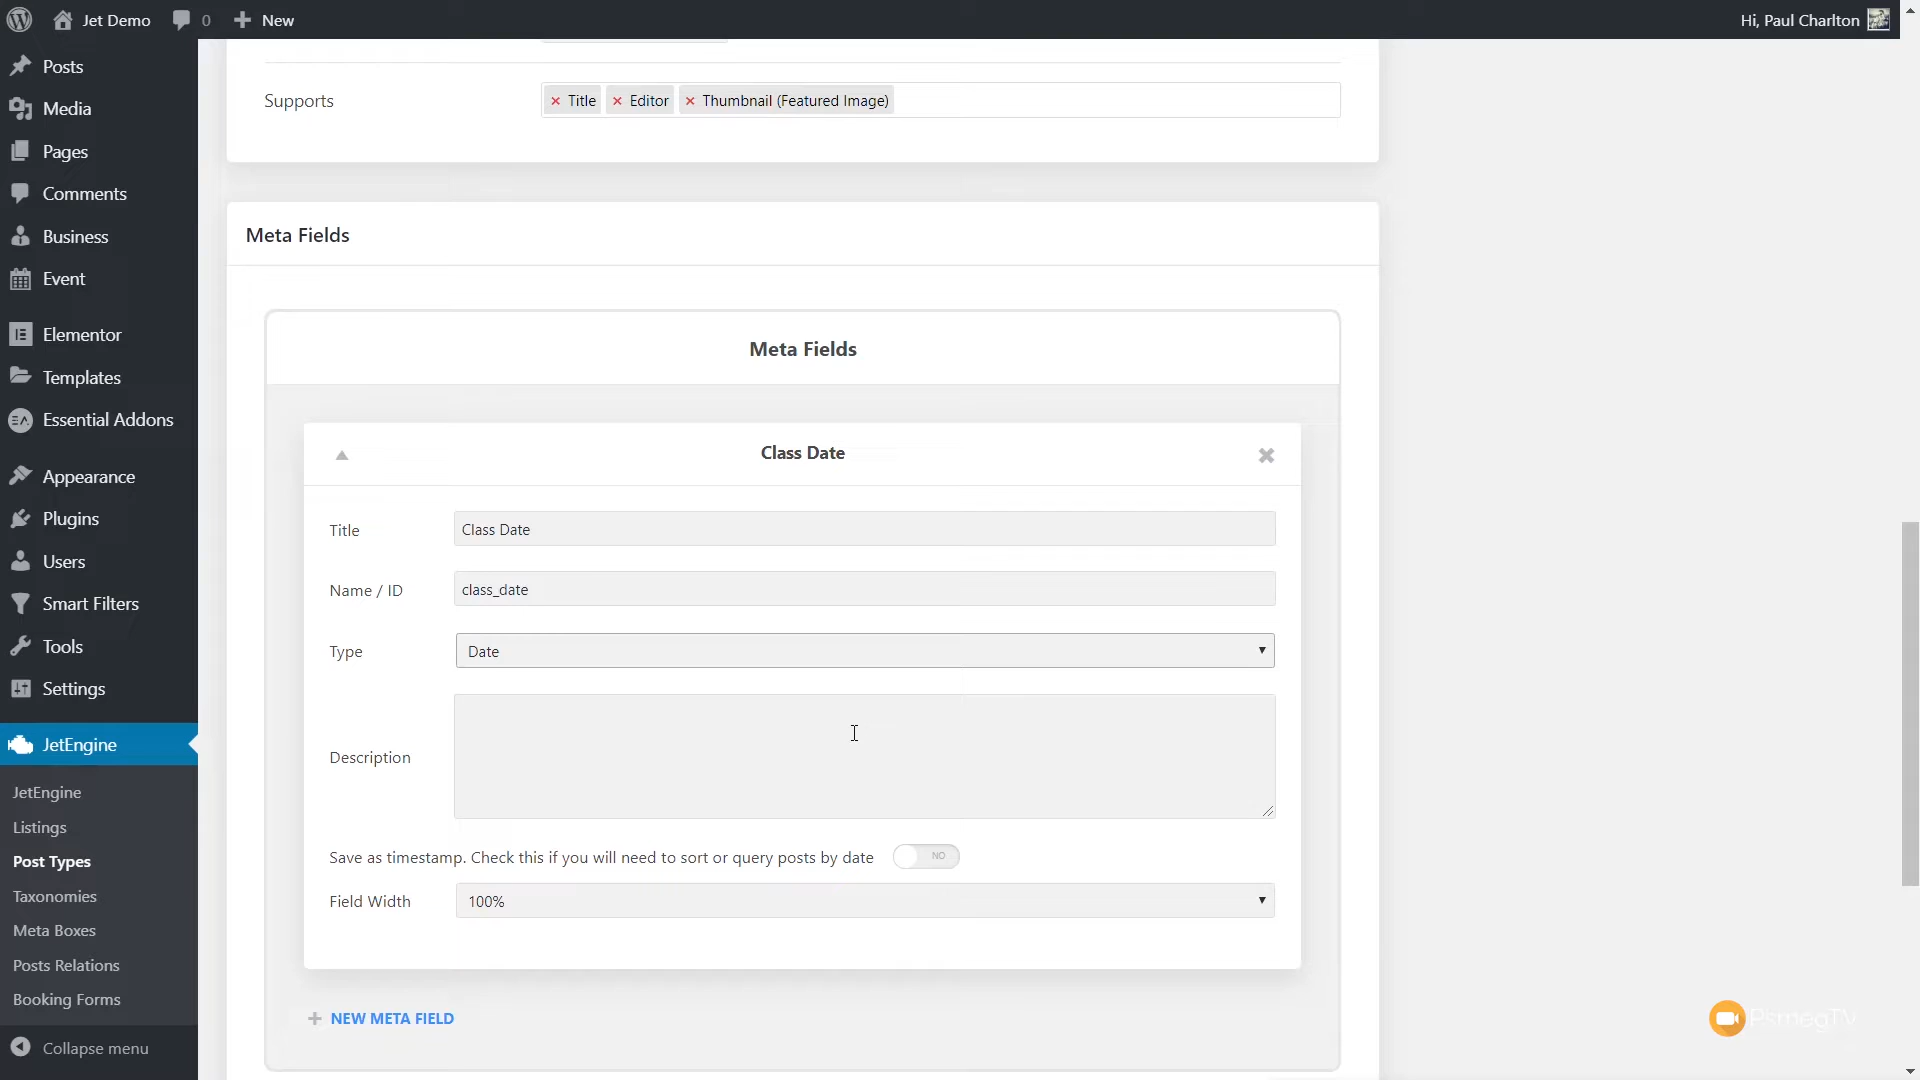 Jet Demo 0 New Hi, Paul Charlton
Posts
Media
Pages
Comments
Business
Event
Elementor
Templates
Essential Addons
Appearance
Plugins
Users
Smart Filters
Tools
Settings
JetEngine
JetEngine
Listings
Post Types
Taxonomies
Meta Boxes
Posts Relations
Booking Forms
Collapse menu
Supports
× Title × Editor × Thumbnail (Featured Image)
Meta Fields
Meta Fields
Class Date
Title Class Date
Name / ID class_date
Type Date
Description
Save as timestamp. Check this if you will need to sort or query posts by date NO
Field Width 100%
+ NEW META FIELD
PsmegTV